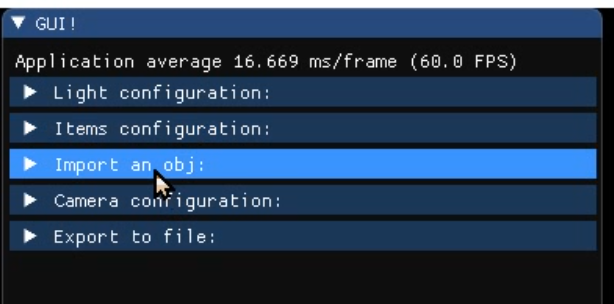 GUI!
Application average 16.669 ms/frame (60.0 FPS)
Light configuration:
Items configuration:
Import an obj:
Camera configuration:
Export to file: